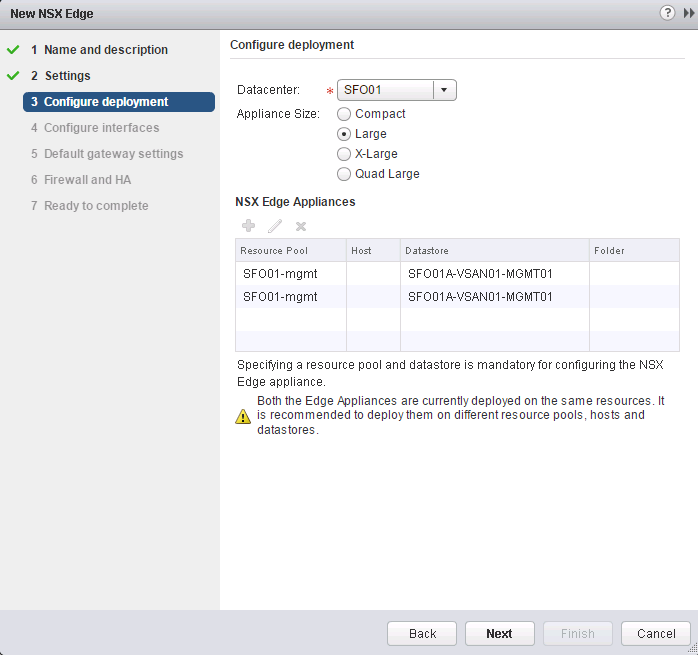 New NSX Edge
?
1 Name and description
2 Settings
3 Configure deployment
4 Configure interfaces
5 Default gateway settings
6 Firewall and HA
7 Ready to complete
Configure deployment
Datacenter: * SFO01
Appliance Size: Compact
Large
X-Large
Quad Large
NSX Edge Appliances
Resource Pool Host Datastore Folder
SFO01-mgmt SFO01A-VSAN01-MGMT01
SFO01-mgmt SFO01A-VSAN01-MGMT01
Specifying a resource pool and datastore is mandatory for configuring the NSX
Edge appliance.
Both the Edge Appliances are currently deployed on the same resources. It
is recommended to deploy them on different resource pools, hosts and
datastores.
Back Next Finish Cancel